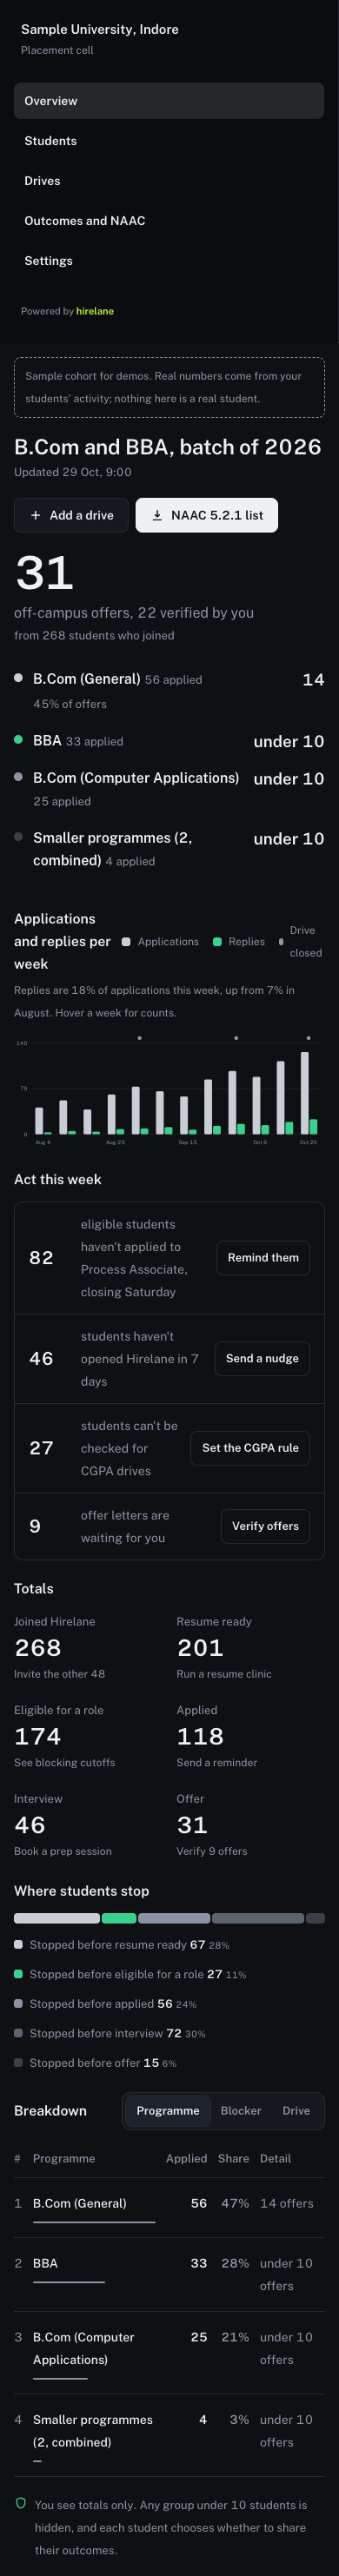 Sample University, Indore
Placement cell
Overview
Students
Drives
Outcomes and NAAC
Settings
Powered by hirelane
Sample cohort for demos. Real numbers come from your
students' activity; nothing here is a real student.
B.Com and BBA, batch of 2026
Updated 29 Oct, 9:00
+ Add a drive
NAAC 5.2.1 list
31
off-campus offers, 22 verified by you
from 268 students who joined
B.Com (General) 56 applied 14
45% of offers
BBA 33 applied under 10
B.Com (Computer Applications) under 10
25 applied
Smaller programmes (2, under 10
combined) 4 applied
Applications
and replies per
week
Applications
Replies
Drive
closed
Replies are 18% of applications this week, up from 7% in
August. Hover a week for counts.
140
70
0
Aug 4
Aug 25
Sep 15
Oct 6
Oct 20
Act this week
82
eligible students
haven't applied to
Process Associate,
closing Saturday
Remind them
46
students haven't
opened Hirelane in 7
days
Send a nudge
27
students can't be
checked for
CGPA drives
Set the CGPA rule
9
offer letters are
waiting for you
Verify offers
Totals
Joined Hirelane
268
Invite the other 48
Resume ready
201
Run a resume clinic
Eligible for a role
174
See blocking cutoffs
Applied
118
Send a reminder
Interview
46
Book a prep session
Offer
31
Verify 9 offers
Where students stop
Stopped before resume ready 67 28%
Stopped before eligible for a role 27 11%
Stopped before applied 56 24%
Stopped before interview 72 30%
Stopped before offer 15 6%
Breakdown
Programme
Blocker
Drive
# Programme Applied Share Detail
1 B.Com (General) 56 47% 14 offers
2 BBA 33 28% under 10
offers
3 B.Com (Computer 25 21% under 10
Applications) offers
4 Smaller programmes 4 3% under 10
(2, combined) offers
You see totals only. Any group under 10 students is
hidden, and each student chooses whether to share
their outcomes.